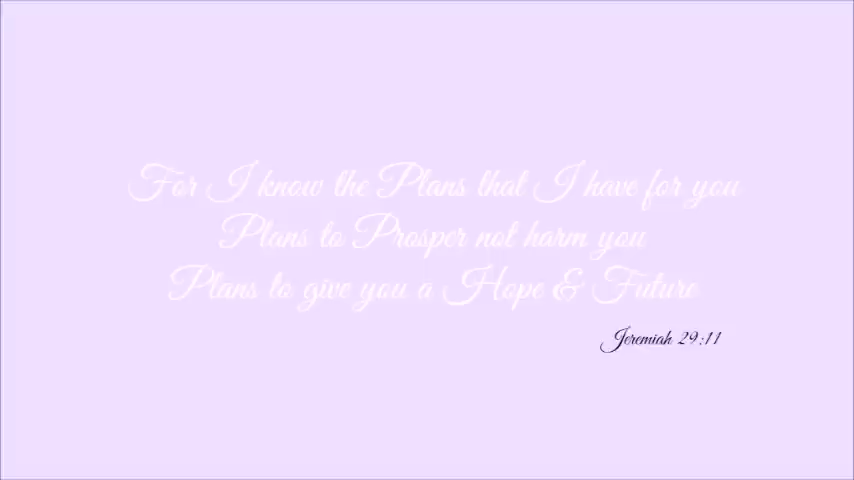 For I know the Plans that I have for you
Plans to Prosper not harm you
Plans to give you a Hope & Future
Jeremiah 29:11